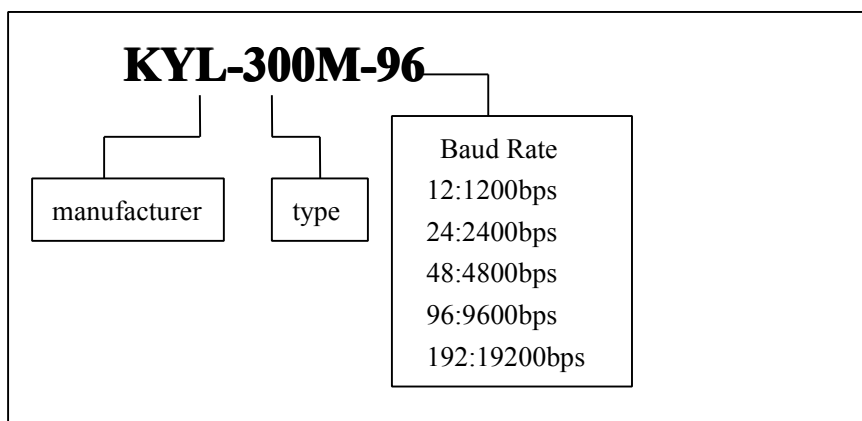 KYL-300M-96
manufacturer
type
Baud Rate
12:1200bps
24:2400bps
48:4800bps
96:9600bps
192:19200bps